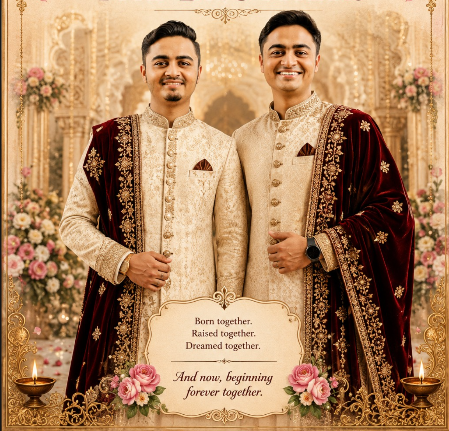 Born together.
Raised together.
Dreamed together.
And now, beginning
forever together.